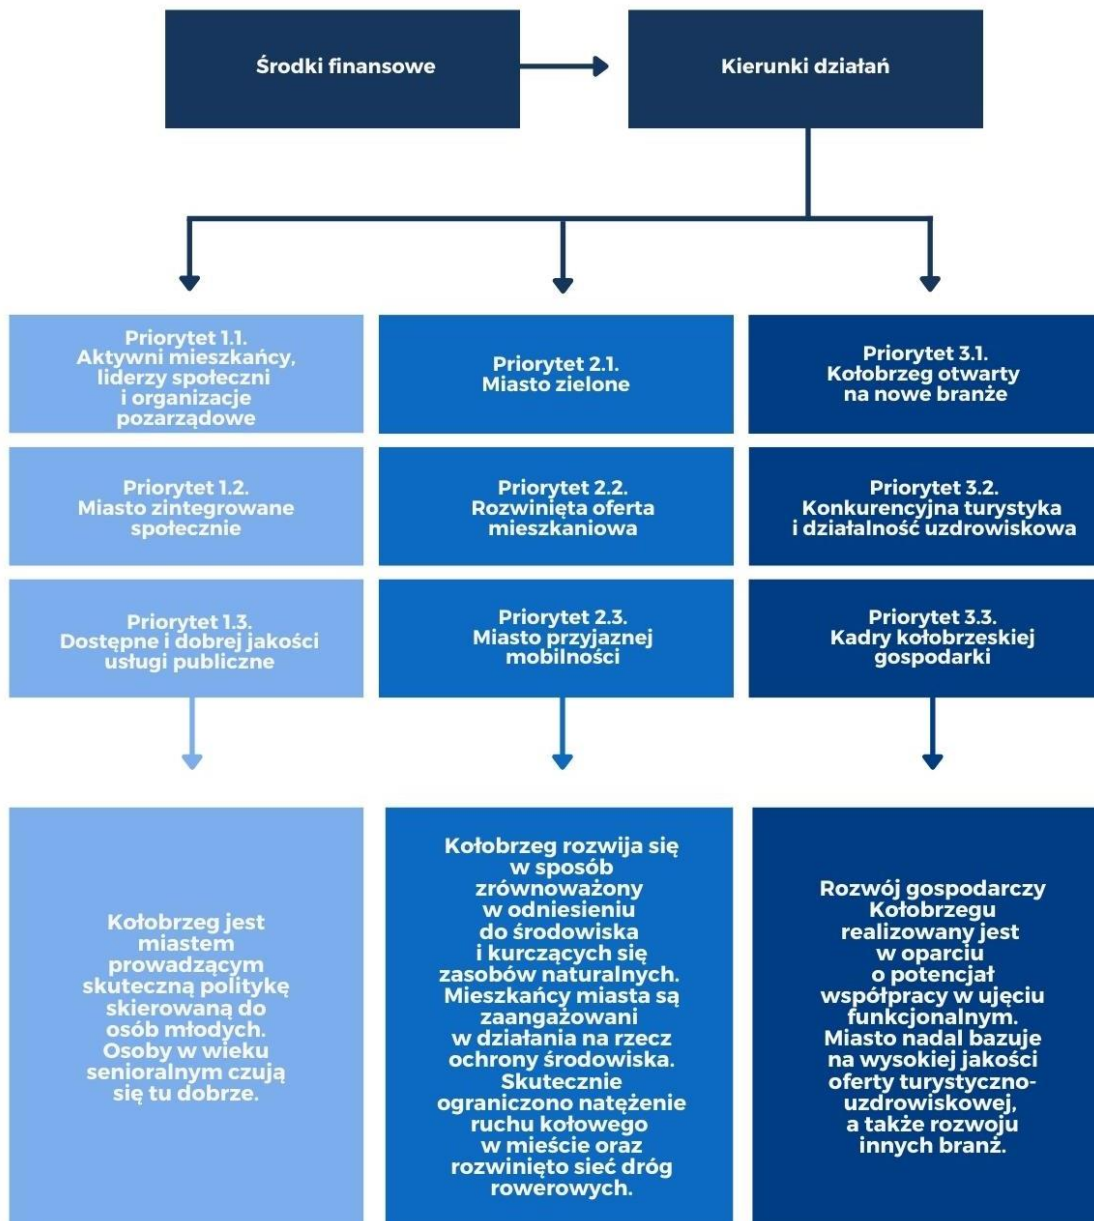 Środki finansowe
Kierunki działań
Priorytet 1.1.
Aktywni mieszkańcy,
liderzy społeczni
i organizacje
pozarządowe
Priorytet 2.1.
Miasto zielone
Priorytet 3.1.
Kołobrzeg otwarty
na nowe branże
Priorytet 1.2.
Miasto zintegrowane
społecznie
Priorytet 2.2.
Rozwinięta oferta
mieszkaniowa
Priorytet 3.2.
Konkurencyjna turystyka
i działalność uzdrowiskowa
Priorytet 1.3.
Dostępne i dobrej jakości
usługi publiczne
Priorytet 2.3.
Miasto przyjaznej
mobilności
Priorytet 3.3.
Kadry kołobrzeskiej
gospodarki
Kołobrzeg jest
miastem
prowadzącym
skuteczną politykę
skierowaną do
osób młodych.
Osoby w wieku
senioralnym czują
się tu dobrze.
Kołobrzeg rozwija się
w sposób
zrównoważony
w odniesieniu
do środowiska
i kurczących się
zasobów naturalnych.
Mieszkańcy miasta są
zaangażowani
w działania na rzecz
ochrony środowiska.
Skutecznie
ograniczono natężenie
ruchu kołowego
w mieście oraz
rozwinięto sieć dróg
rowerowych.
Rozwój gospodarczy
Kołobrzegu
realizowany jest
w oparciu
o potencjał
współpracy w ujęciu
funkcjonalnym.
Miasto nadal bazuje
na wysokiej jakości
oferty turystyczno-
uzdrowiskowej,
a także rozwoju
innych branż.